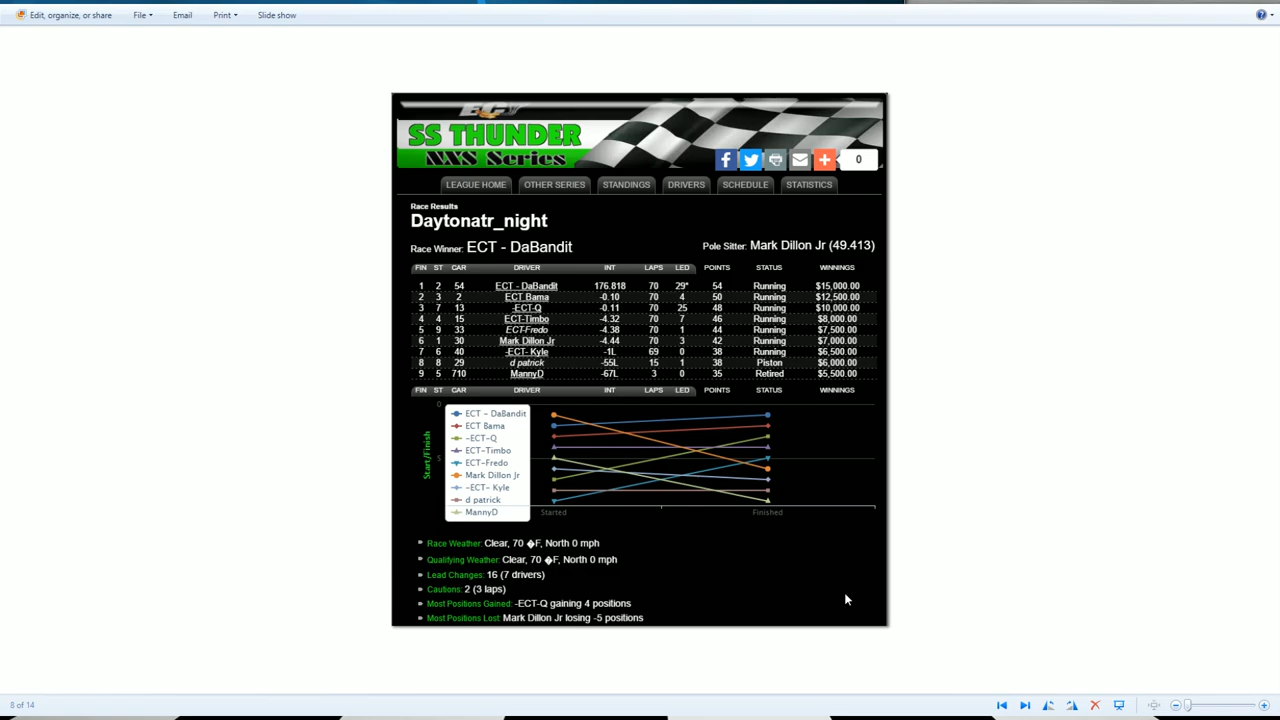 Edit, organize, or share File Email Print Slide show
SS THUNDER
NXS Series
0
LEAGUE HOME OTHER SERIES STANDINGS DRIVERS SCHEDULE STATISTICS
Race Results
Daytonatr_night
Race Winner: ECT - DaBandit Pole Sitter: Mark Dillon Jr (49.413)
FIN ST CAR DRIVER INT LAPS LED POINTS STATUS WINNINGS
1 2 54 ECT - DaBandit 176.818 70 29* 54 Running $15,000.00
2 3 2 ECT Bama -0.10 70 4 50 Running $12,500.00
3 7 13 -ECT-Q -0.11 70 25 48 Running $10,000.00
4 4 15 ECT-Timbo -4.32 70 7 46 Running $8,000.00
5 9 33 ECT-Fredo -4.38 70 1 44 Running $7,500.00
6 1 30 Mark Dillon Jr -4.44 70 3 42 Running $7,000.00
7 6 40 -ECT- Kyle -1L 69 0 38 Running $6,500.00
8 8 29 d patrick -55L 15 1 38 Piston $6,000.00
9 5 710 MannyD -67L 3 0 35 Retired $5,500.00
FIN ST CAR DRIVER INT LAPS LED POINTS STATUS WINNINGS
0
5
Start/Finish
ECT - DaBandit
ECT Bama
-ECT-Q
ECT-Timbo
ECT-Fredo
Mark Dillon Jr
-ECT- Kyle
d patrick
MannyD
Started Finished
Race Weather: Clear, 70 �F, North 0 mph
Qualifying Weather: Clear, 70 �F, North 0 mph
Lead Changes: 16 (7 drivers)
Cautions: 2 (3 laps)
Most Positions Gained: -ECT-Q gaining 4 positions
Most Positions Lost: Mark Dillon Jr losing -5 positions
8 of 14